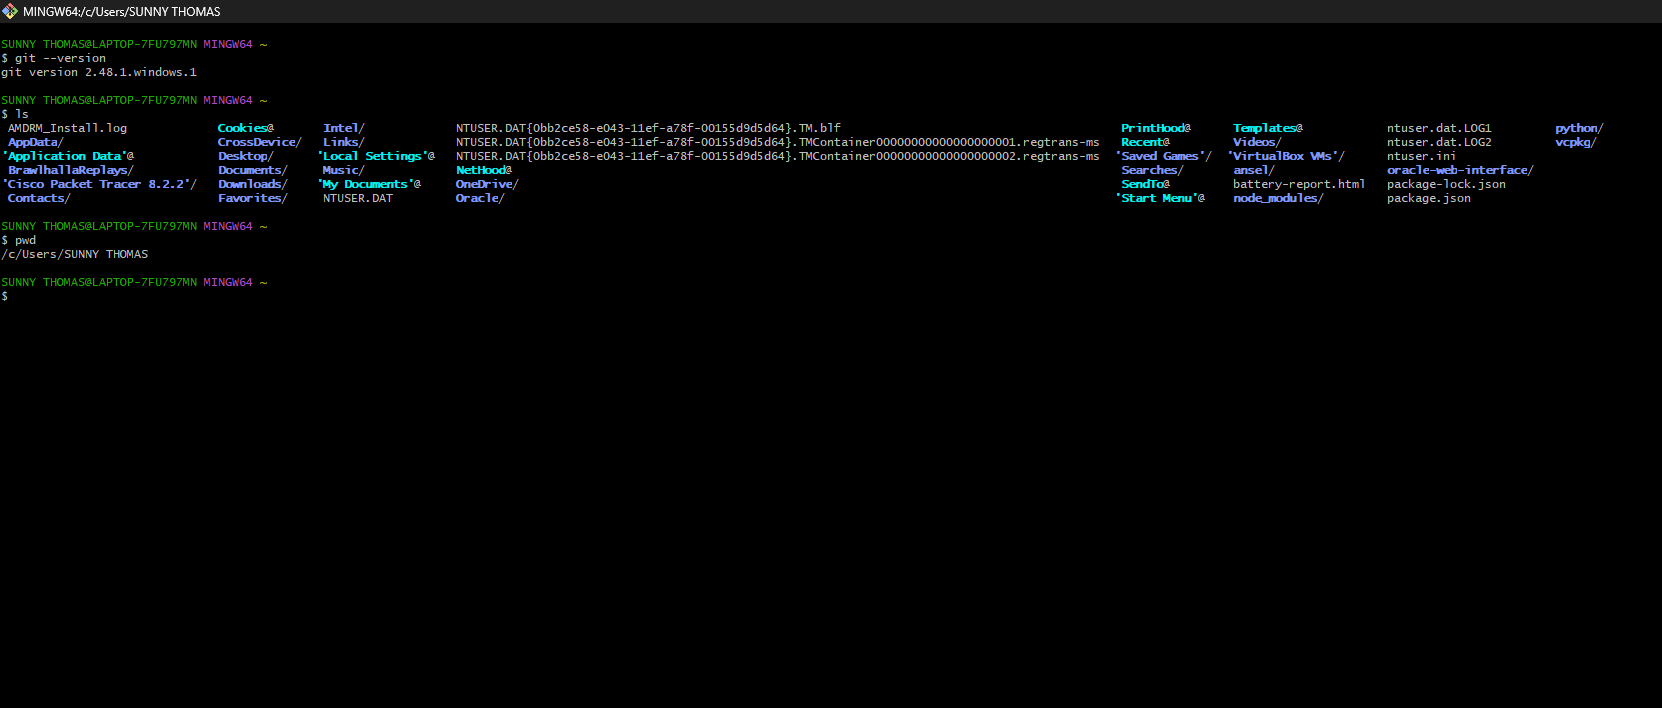 MINGW64:/c/Users/SUNNY THOMAS
SUNNY THOMAS@LAPTOP-7FU797MN MINGW64 ~
$ git --version
git version 2.48.1.windows.1
SUNNY THOMAS@LAPTOP-7FU797MN MINGW64 ~
$ ls
AMDRM_Install.log Cookies@ Intel/ NTUSER.DAT{0bb2ce58-e043-11ef-a78f-00155d9d5d64}.TM.blf PrintHood@ Templates@ ntuser.dat.LOG1 python/
AppData/ CrossDevice/ Links/ NTUSER.DAT{0bb2ce58-e043-11ef-a78f-00155d9d5d64}.TMContainer00000000000000000001.regtrans-ms Recent@ Videos/ ntuser.dat.LOG2 vcpkg/
'Application Data'@ Desktop/ 'Local Settings'@ NTUSER.DAT{0bb2ce58-e043-11ef-a78f-00155d9d5d64}.TMContainer00000000000000000002.regtrans-ms 'Saved Games'/ 'VirtualBox VMs'/ ntuser.ini
BrawlhallaReplays/ Documents/ Music/ NetHood@ Searches/ ansel/ oracle-web-interface/
'Cisco Packet Tracer 8.2.2'/ Downloads/ 'My Documents'@ OneDrive/ SendTo@ battery-report.html package-lock.json
Contacts/ Favorites/ NTUSER.DAT Oracle/ 'Start Menu'@ node_modules/ package.json
SUNNY THOMAS@LAPTOP-7FU797MN MINGW64 ~
$ pwd
/c/Users/SUNNY THOMAS
SUNNY THOMAS@LAPTOP-7FU797MN MINGW64 ~
$